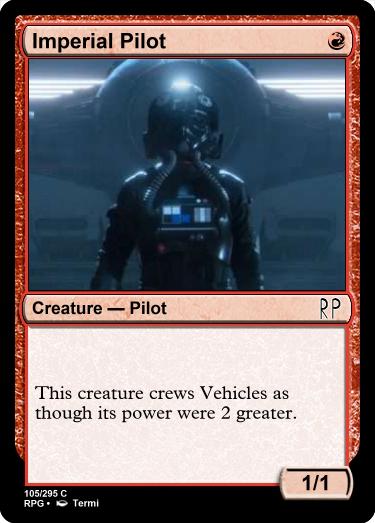 Imperial Pilot
Creature — Pilot
RP
This creature crews Vehicles as
though its power were 2 greater.
1/1
105/295 C
RPG • Termi